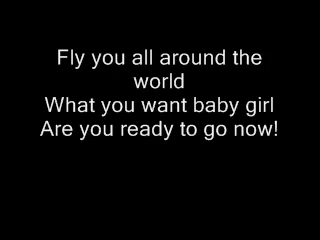 Fly you all around the
world
What you want baby girl
Are you ready to go now!